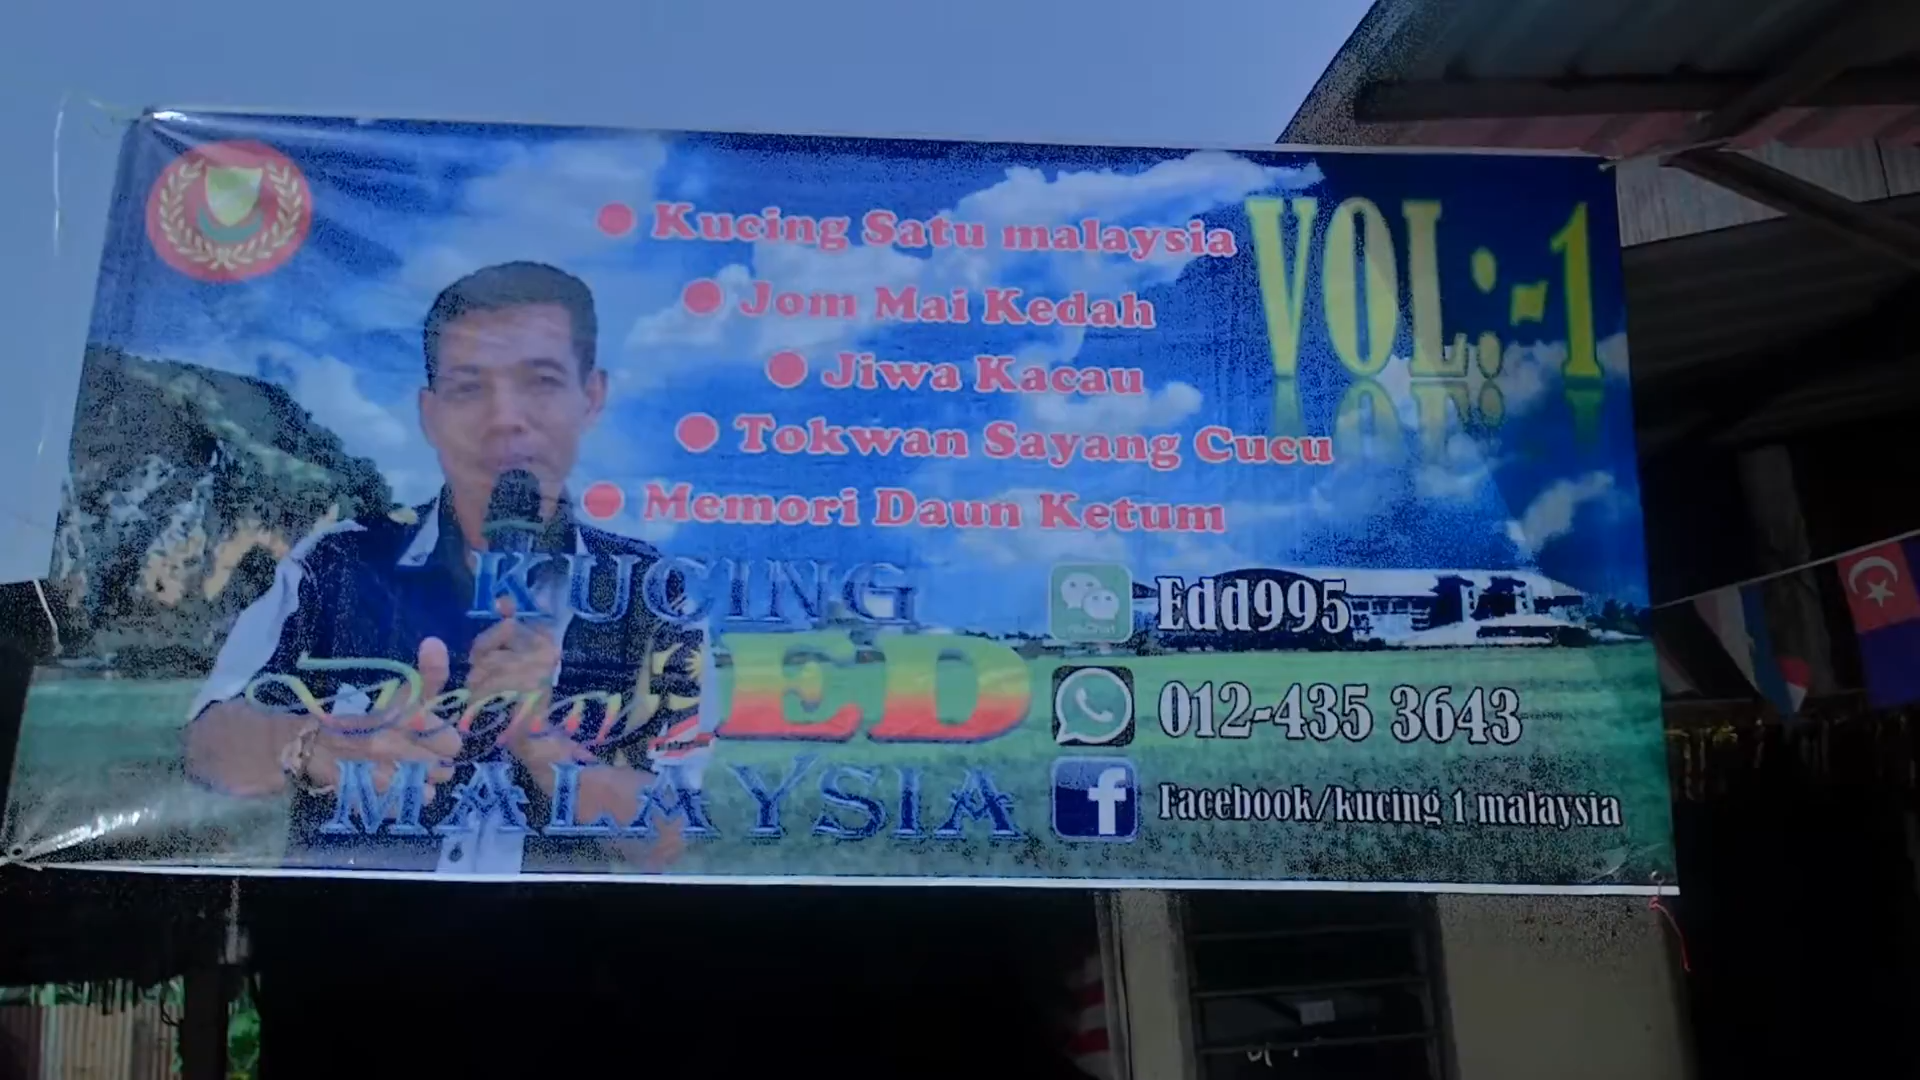 Kucing Satu malaysia
Jom Mai Kedah
Jiwa Kacau
Tokwan Sayang Cucu
Memori Daun Ketum
VOL:-1
KUCING
Deejay ED
MALAYSIA
Edd995
012-435 3643
Facebook/kucing 1 malaysia